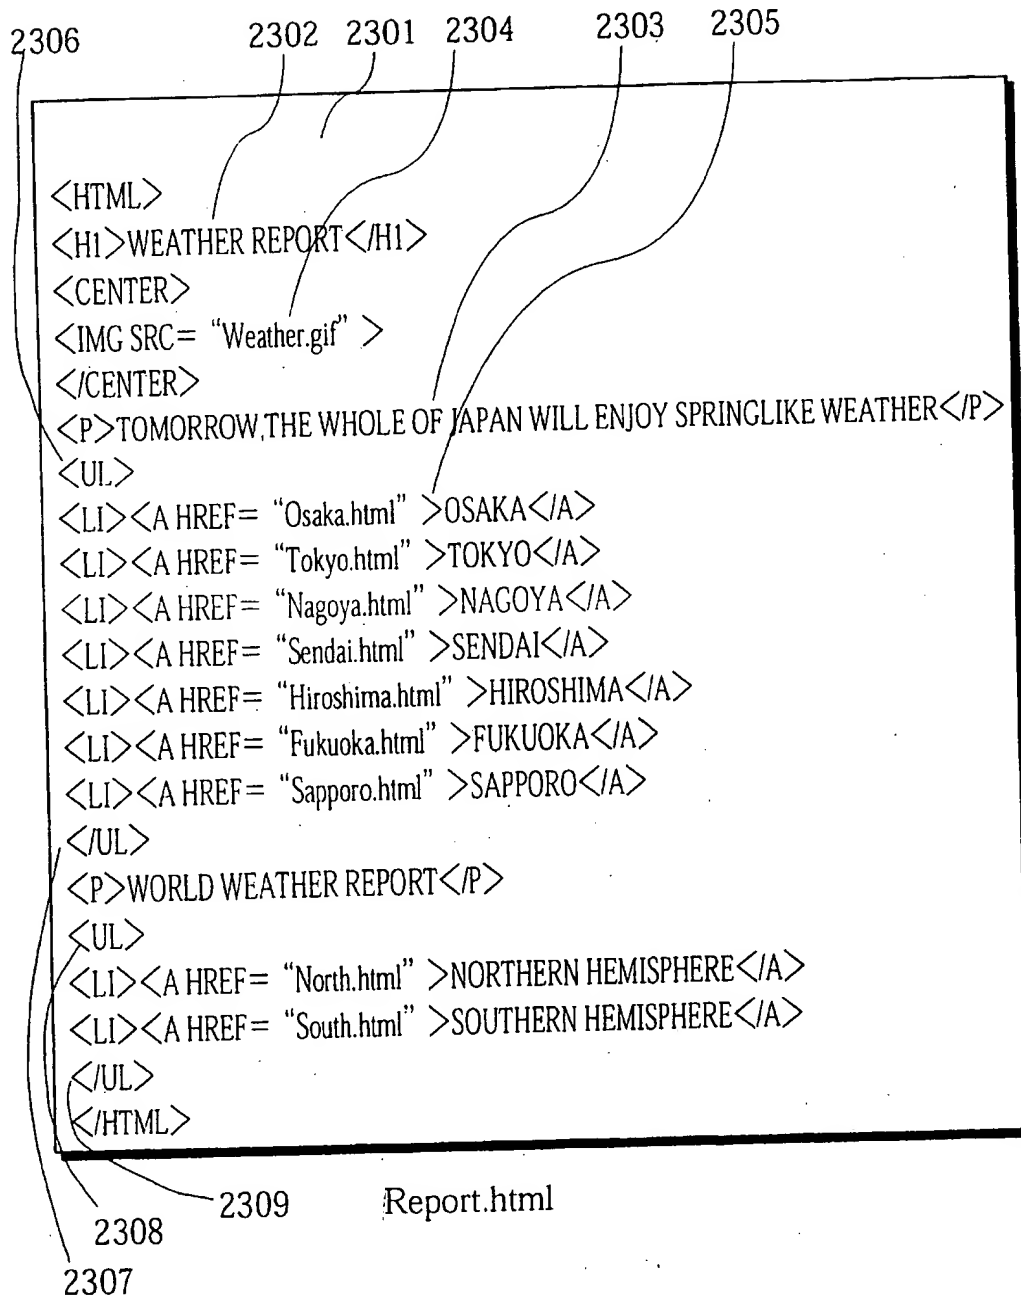 2306 2302 2301 2304 2303 2305
<HTML>
<H1>WEATHER REPORT</H1>
<CENTER>
<IMG SRC= “Weather.gif” >
</CENTER>
<P>TOMORROW,THE WHOLE OF JAPAN WILL ENJOY SPRINGLIKE WEATHER</P>
<UL>
<LI><A HREF= “Osaka.html” >OSAKA</A>
<LI><A HREF= “Tokyo.html” >TOKYO</A>
<LI><A HREF= “Nagoya.html” >NAGOYA</A>
<LI><A HREF= “Sendai.html” >SENDAI</A>
<LI><A HREF= “Hiroshima.html” >HIROSHIMA</A>
<LI><A HREF= “Fukuoka.html” >FUKUOKA</A>
<LI><A HREF= “Sapporo.html” >SAPPORO</A>
</UL>
<P>WORLD WEATHER REPORT</P>
<UL>
<LI><A HREF= “North.html” >NORTHERN HEMISPHERE</A>
<LI><A HREF= “South.html” >SOUTHERN HEMISPHERE</A>
</UL>
</HTML>
2309 Report.html
2308
2307